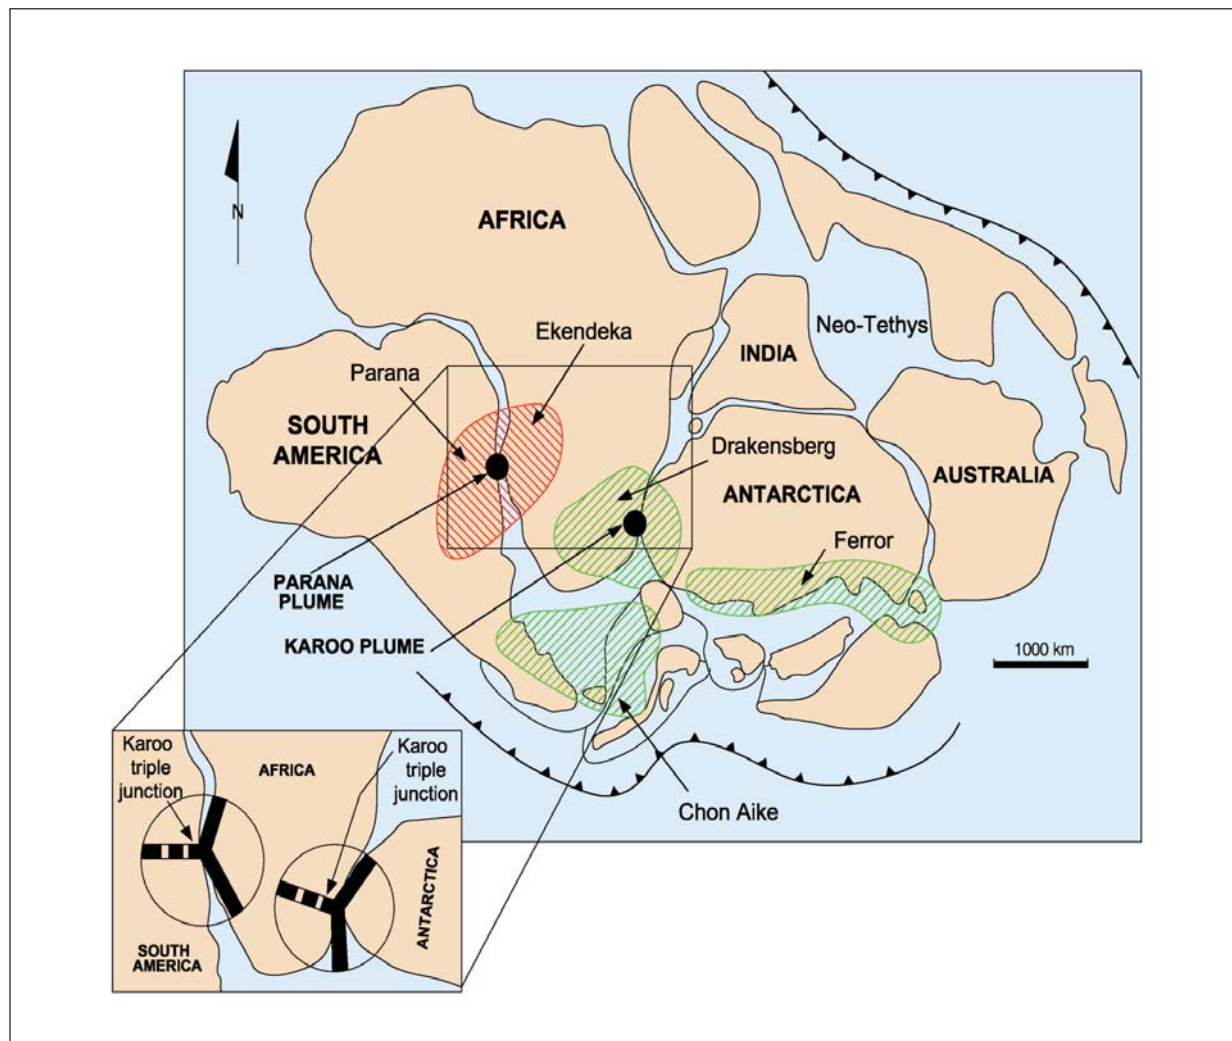 N
AFRICA
Neo-Tethys
INDIA
Ekendeka
Parana
SOUTH
AMERICA
Drakensberg
ANTARCTICA
AUSTRALIA
Ferror
PARANA
PLUME
KAROO PLUME
1000 km
Chon Aike
Karoo
triple
junction
AFRICA
Karoo
triple
junction
ANTARCTICA
SOUTH
AMERICA